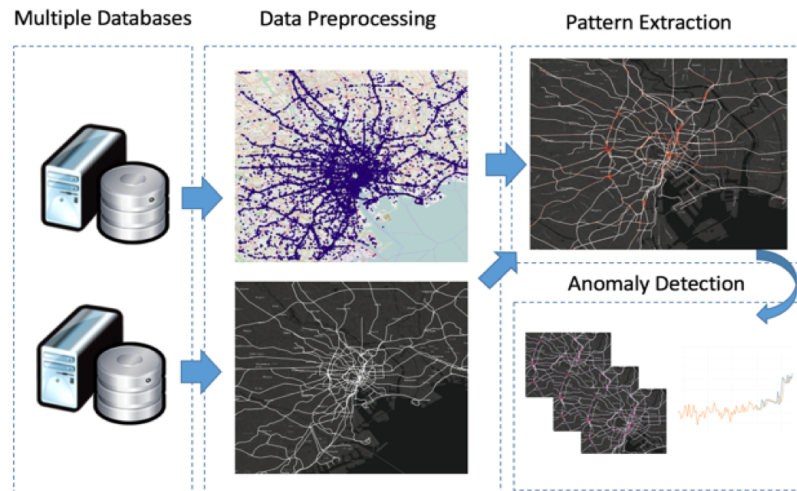 Multiple Databases
Data Preprocessing
Pattern Extraction
Anomaly Detection